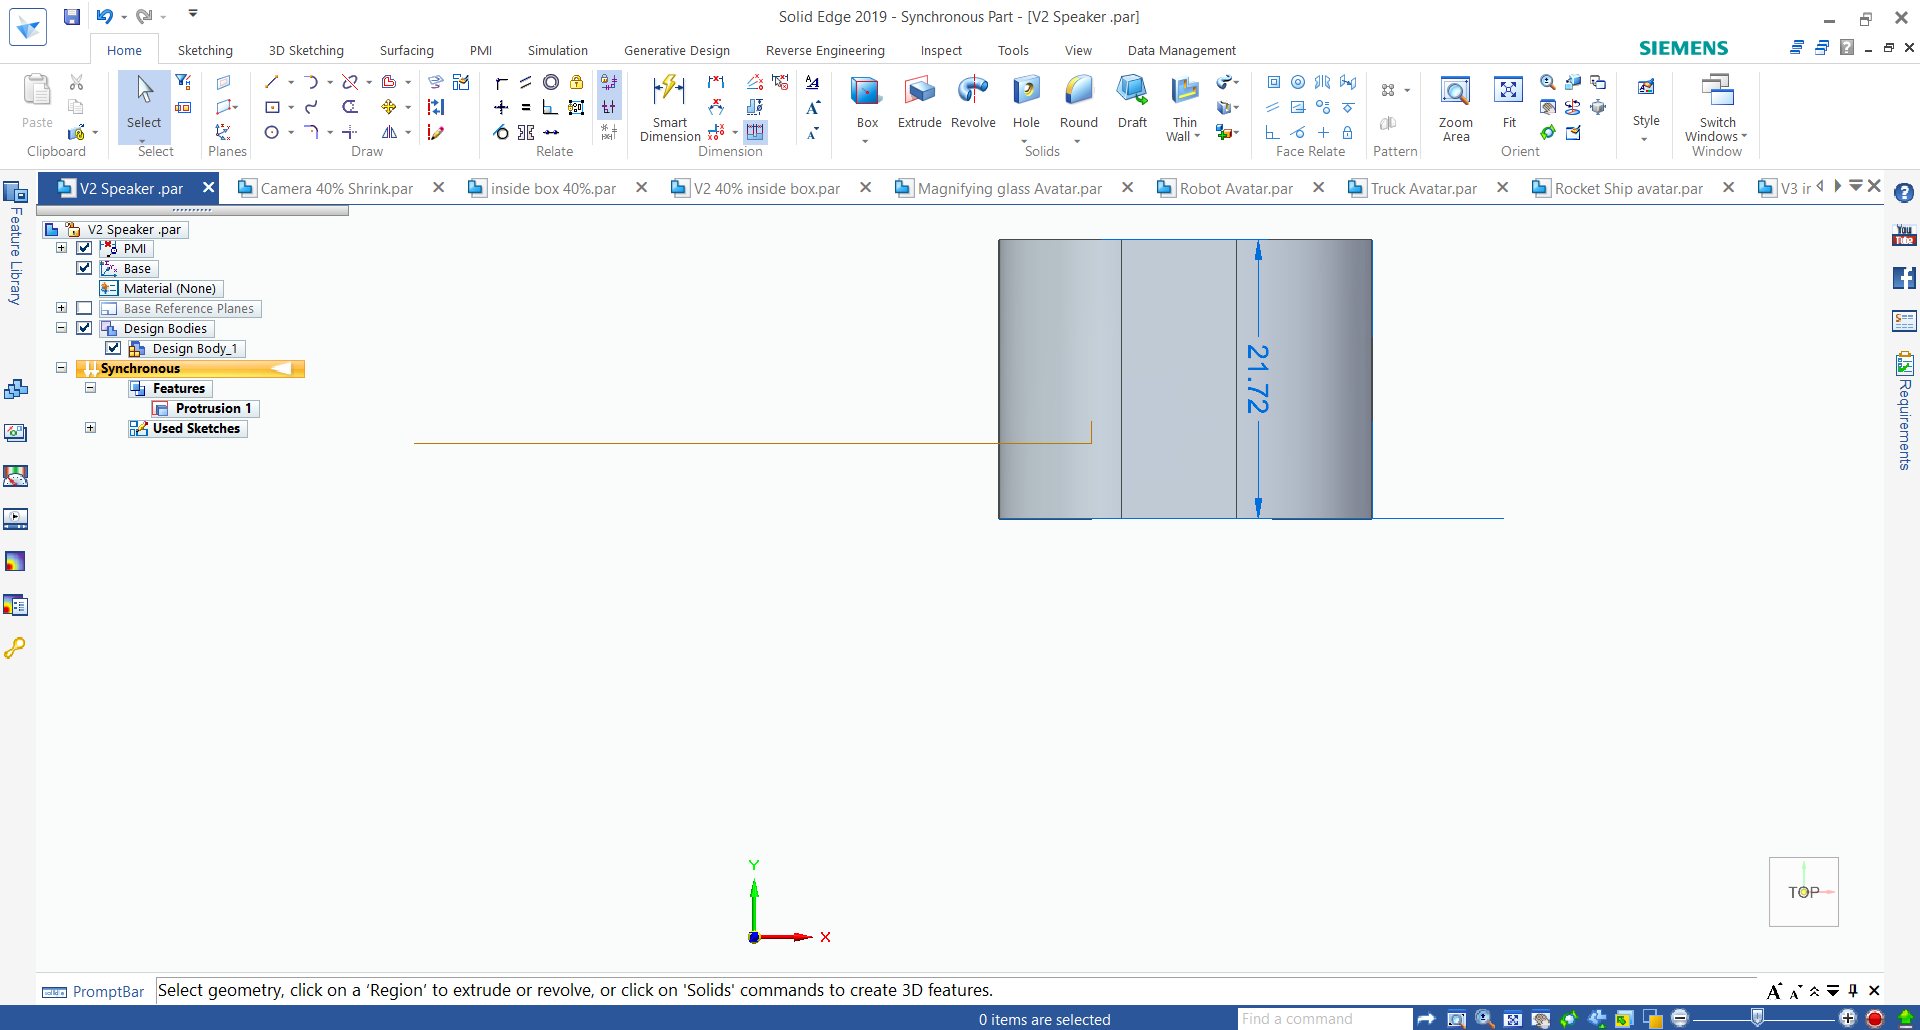 Solid Edge 2019 - Synchronous Part - [V2 Speaker .par]
Home Sketching 3D Sketching Surfacing PMI Simulation Generative Design Reverse Engineering Inspect Tools View Data Management
SIEMENS
Paste
Clipboard
Select
Select
Planes
Draw
Relate
Smart Dimension
Dimension
Box Extrude Revolve Hole Round Draft Thin Wall
Solids
Face Relate
Pattern
Zoom Area
Fit
Orient
Style
Switch Windows
Window
V2 Speaker .par Camera 40% Shrink.par inside box 40%.par V2 40% inside box.par Magnifying glass Avatar.par Robot Avatar.par Truck Avatar.par Rocket Ship avatar.par V3 ir
Feature Library
V2 Speaker .par
PMI
Base
Material (None)
Base Reference Planes
Design Bodies
Design Body_1
Synchronous
Features
Protrusion 1
Used Sketches
21.72
You
Tube
Requirements
Y
X
TOP
PromptBar
Select geometry, click on a ‘Region’ to extrude or revolve, or click on 'Solids' commands to create 3D features.
0 items are selected
Find a command